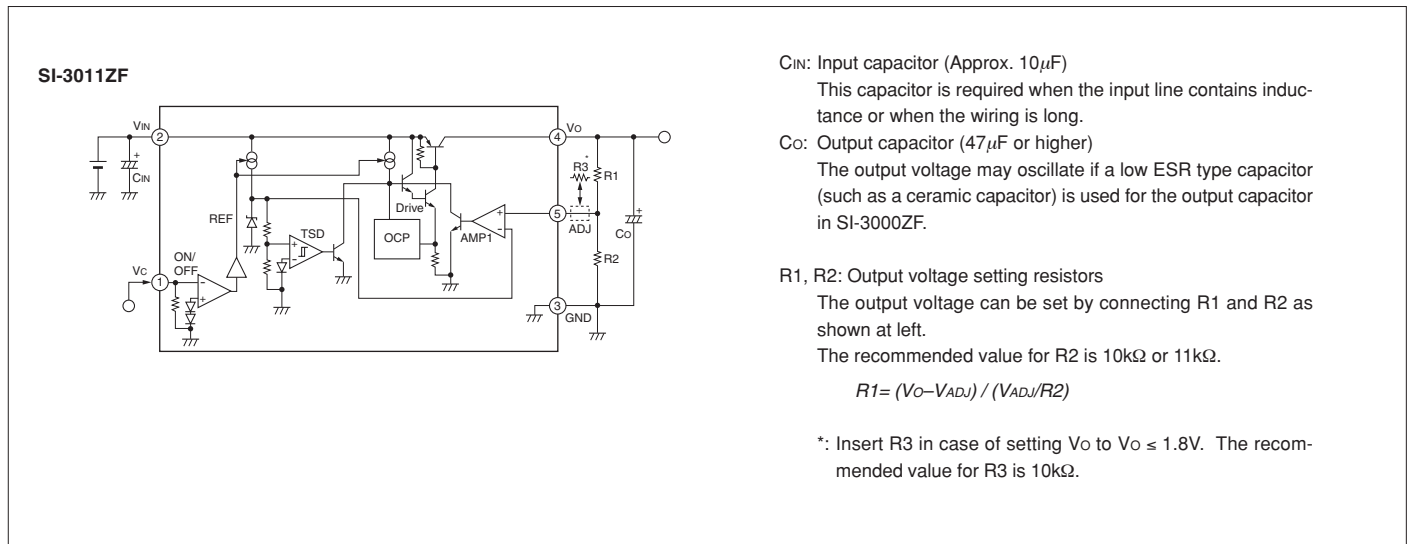 SI-3011ZF
VIN
2
4
VO
+
CIN
R3
*
R1
Drive
5
ADJ
+
CO
REF
TSD
+
-
OCP
AMP1
+
-
R2
ON/
OFF
VC
1
-
+
3
GND
CIN: Input capacitor (Approx. 10μF)
This capacitor is required when the input line contains induc-
tance or when the wiring is long.
CO: Output capacitor (47μF or higher)
The output voltage may oscillate if a low ESR type capacitor
(such as a ceramic capacitor) is used for the output capacitor
in SI-3000ZF.
R1, R2: Output voltage setting resistors
The output voltage can be set by connecting R1 and R2 as
shown at left.
The recommended value for R2 is 10kΩ or 11kΩ.
R1= (VO–VADJ) / (VADJ/R2)
*: Insert R3 in case of setting VO to VO ≤ 1.8V. The recom-
mended value for R3 is 10kΩ.